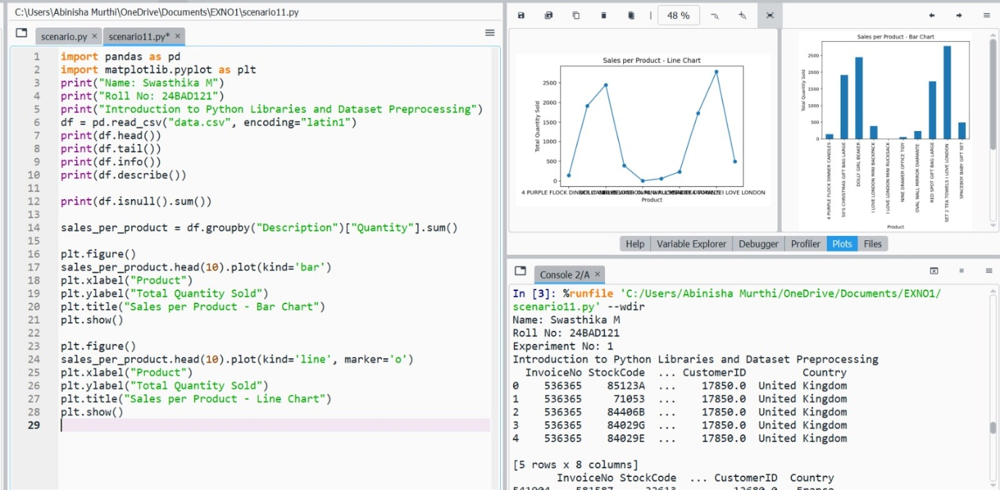 C:\Users\Abinisha Murthi\OneDrive\Documents\EXNO1\scenario11.py
scenario.py ×
scenario11.py* ×
1 import pandas as pd
2 import matplotlib.pyplot as plt
3 print("Name: Swasthika M")
4 print("Roll No: 24BAD121")
5 print("Introduction to Python Libraries and Dataset Preprocessing")
6 df = pd.read_csv("data.csv", encoding="latin1")
7 print(df.head())
8 print(df.tail())
9 print(df.info())
10 print(df.describe())
11
12 print(df.isnull().sum())
13
14 sales_per_product = df.groupby("Description")["Quantity"].sum()
15
16 plt.figure()
17 sales_per_product.head(10).plot(kind='bar')
18 plt.xlabel("Product")
19 plt.ylabel("Total Quantity Sold")
20 plt.title("Sales per Product - Bar Chart")
21 plt.show()
22
23 plt.figure()
24 sales_per_product.head(10).plot(kind='line', marker='o')
25 plt.xlabel("Product")
26 plt.ylabel("Total Quantity Sold")
27 plt.title("Sales per Product - Line Chart")
28 plt.show()
29
48 %
Sales per Product - Line Chart
Total Quantity Sold
2500
2000
1500
1000
500
0
4 PURPLE FLOCK I LOVE LONDON
Product
Sales per Product - Bar Chart
Total Quantity Sold
2500
2000
1500
1000
500
0
4 PURPLE FLOCK DINNER CANDLES
50'S CHRISTMAS GIFT BAG LARGE
DOLLY GIRL BEAKER
I LOVE LONDON MINI BACKPACK
I LOVE LONDON MINI RUCKSACK
NINE DRAWER OFFICE TIDY
OVAL WALL MIRROR DIAMANTE
RED SPOT GIFT BAG LARGE
SET 2 TEA TOWELS I LOVE LONDON
SPACEBOY BABY GIFT SET
Product
Help Variable Explorer Debugger Profiler Plots Files
Console 2/A ×
In [3]: %runfile 'C:/Users/Abinisha Murthi/OneDrive/Documents/EXNO1/
scenario11.py' --wdir
Name: Swasthika M
Roll No: 24BAD121
Experiment No: 1
Introduction to Python Libraries and Dataset Preprocessing
InvoiceNo StockCode ... CustomerID Country
0 536365 85123A ... 17850.0 United Kingdom
1 536365 71053 ... 17850.0 United Kingdom
2 536365 84406B ... 17850.0 United Kingdom
3 536365 84029G ... 17850.0 United Kingdom
4 536365 84029E ... 17850.0 United Kingdom
[5 rows x 8 columns]
InvoiceNo StockCode ... CustomerID Country
541904 581587 22613 ... 12680.0 France